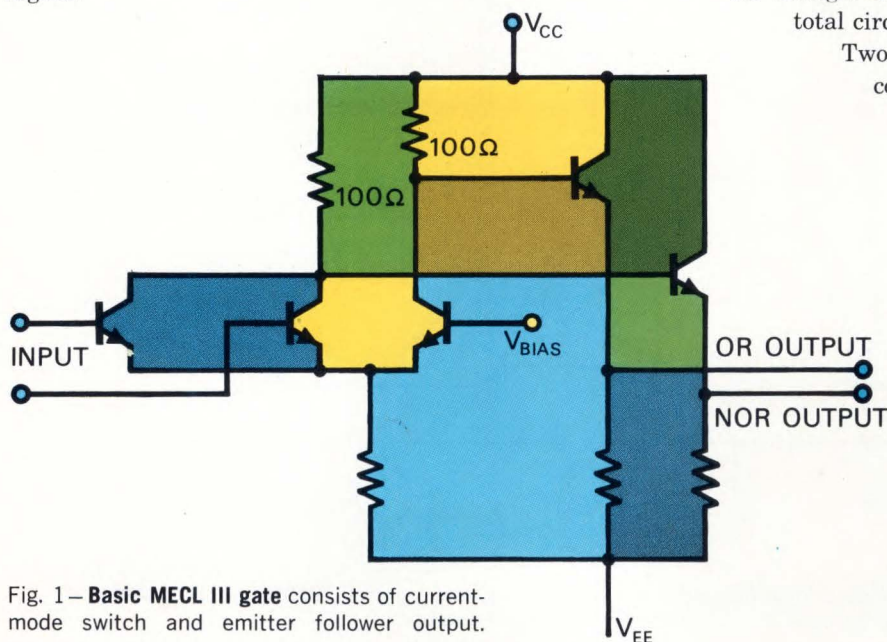 total circ
Two
co
V_CC
100Ω
100Ω
INPUT
V_BIAS
OR OUTPUT
NOR OUTPUT
Fig. 1–Basic MECL III gate consists of current-
mode switch and emitter follower output.
V_EE